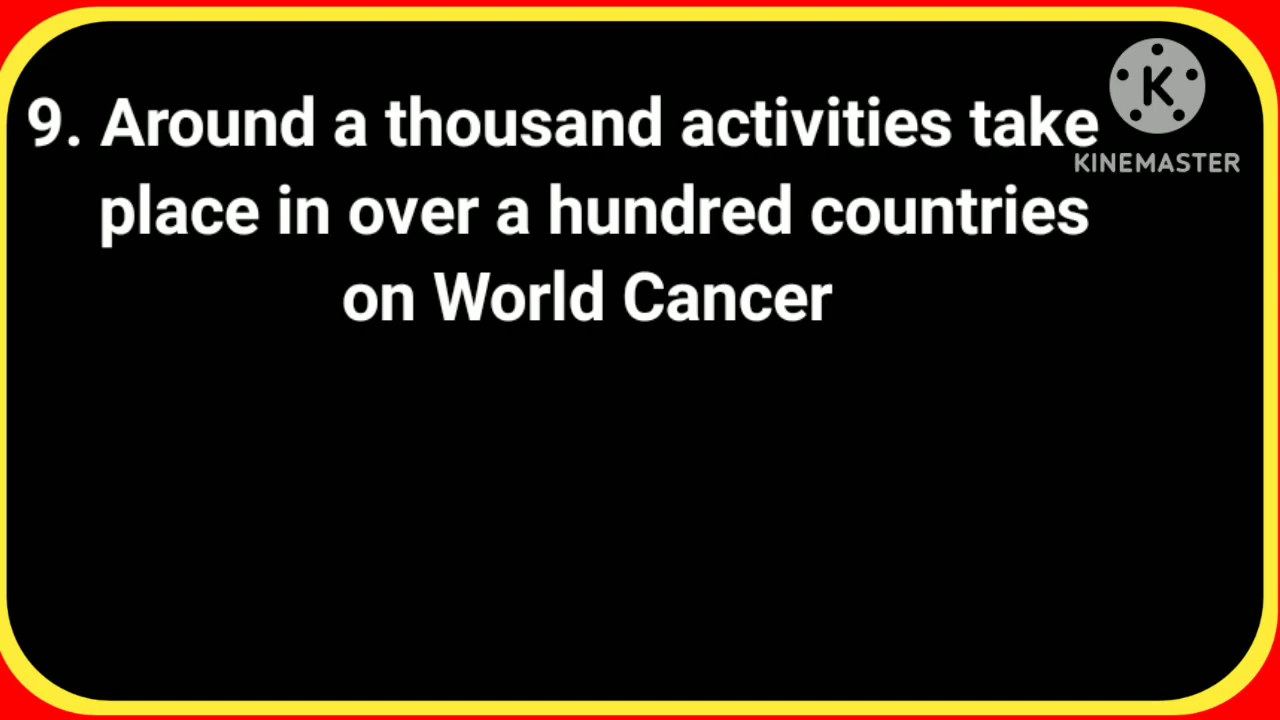 9. Around a thousand activities take
place in over a hundred countries
on World Cancer
K
KINEMASTER